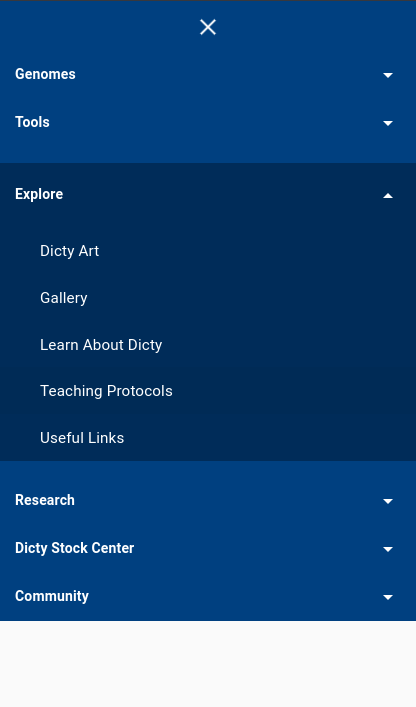 Genomes
Tools
Explore
Dicty Art
Gallery
Learn About Dicty
Teaching Protocols
Useful Links
Research
Dicty Stock Center
Community